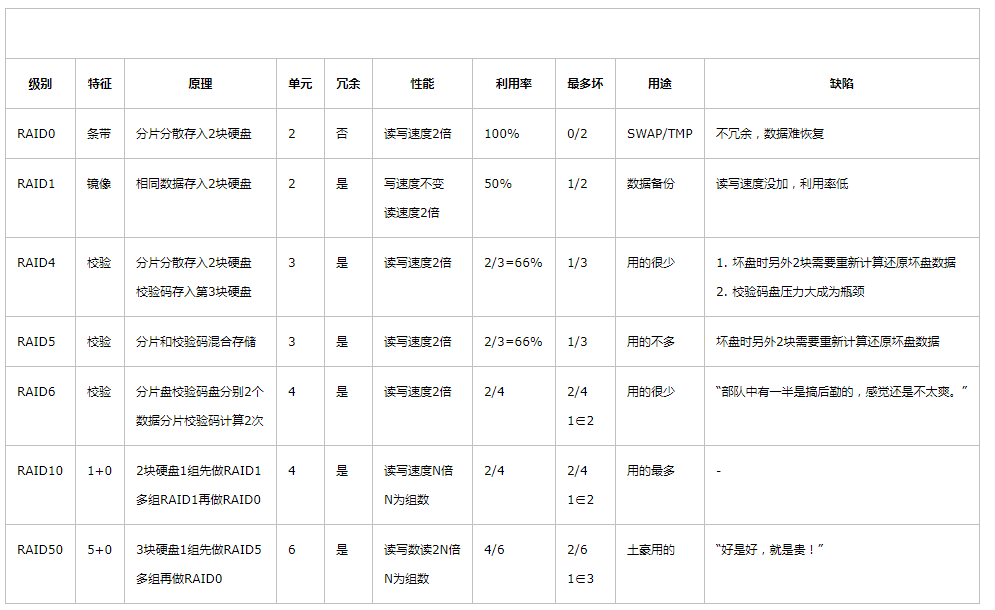 级别 特征 原理 单元 冗余 性能 利用率 最多坏 用途 缺陷
RAID0 条带 分片分散存入2块硬盘 2 否 读写速度2倍 100% 0/2 SWAP/TMP 不冗余，数据难恢复
RAID1 镜像 相同数据存入2块硬盘 2 是 写速度不变 50% 1/2 数据备份 读写速度没加，利用率低
读速度2倍
RAID4 校验 分片分散存入2块硬盘 3 是 读写速度2倍 2/3=66% 1/3 用的很少 1. 坏盘时另外2块需要重新计算还原坏盘数据
校验码存入第3块硬盘 2. 校验码盘压力大成为瓶颈
RAID5 校验 分片和校验码混合存储 3 是 读写速度2倍 2/3=66% 1/3 用的不多 坏盘时另外2块需要重新计算还原坏盘数据
RAID6 校验 分片盘校验码盘分别2个 4 是 读写速度2倍 2/4 2/4 用的很少 “部队中有一半是搞后勤的，感觉还是不太爽。”
数据分片校验码计算2次 1∈2
RAID10 1+0 2块硬盘1组先做RAID1 4 是 读写速度N倍 2/4 2/4 用的最多 -
多组RAID1再做RAID0 N为组数 1∈2
RAID50 5+0 3块硬盘1组先做RAID5 6 是 读写数读2N倍 4/6 2/6 土豪用的 “好是好，就是贵！”
多组再做RAID0 N为组数 1∈3